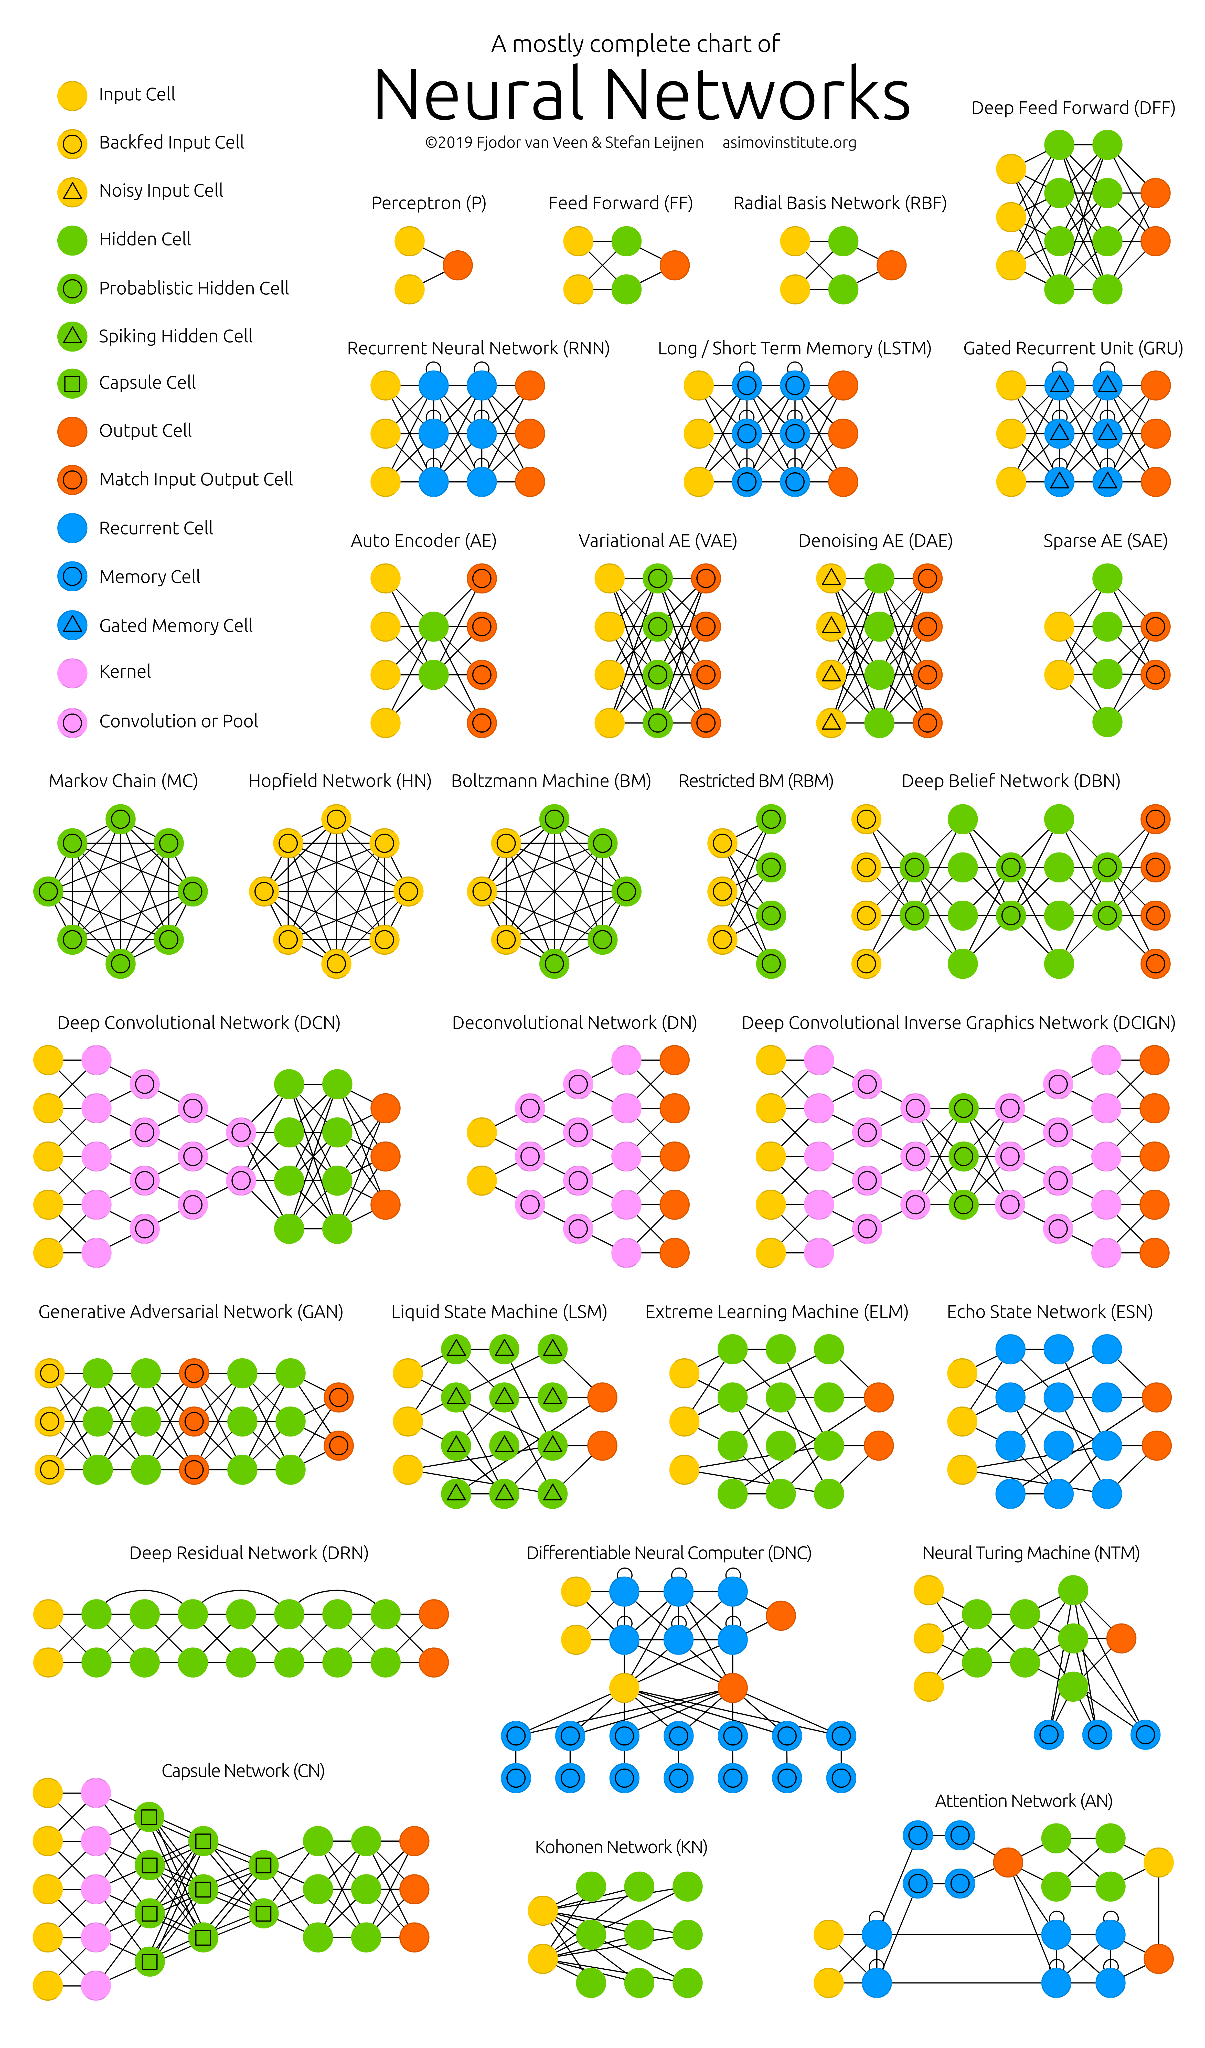 A mostly complete chart of
Neural Networks
©2019 Fjodor van Veen & Stefan Leijnen asimovinstitute.org
Input Cell
Backfed Input Cell
Noisy Input Cell
Hidden Cell
Probablistic Hidden Cell
Spiking Hidden Cell
Capsule Cell
Output Cell
Match Input Output Cell
Recurrent Cell
Memory Cell
Gated Memory Cell
Kernel
Convolution or Pool
Deep Feed Forward (DFF)
Perceptron (P)
Feed Forward (FF)
Radial Basis Network (RBF)
Recurrent Neural Network (RNN)
Long / Short Term Memory (LSTM)
Gated Recurrent Unit (GRU)
Auto Encoder (AE)
Variational AE (VAE)
Denoising AE (DAE)
Sparse AE (SAE)
Markov Chain (MC)
Hopfield Network (HN)
Boltzmann Machine (BM)
Restricted BM (RBM)
Deep Belief Network (DBN)
Deep Convolutional Network (DCN)
Deconvolutional Network (DN)
Deep Convolutional Inverse Graphics Network (DCIGN)
Generative Adversarial Network (GAN)
Liquid State Machine (LSM)
Extreme Learning Machine (ELM)
Echo State Network (ESN)
Deep Residual Network (DRN)
Differentiable Neural Computer (DNC)
Neural Turing Machine (NTM)
Capsule Network (CN)
Kohonen Network (KN)
Attention Network (AN)